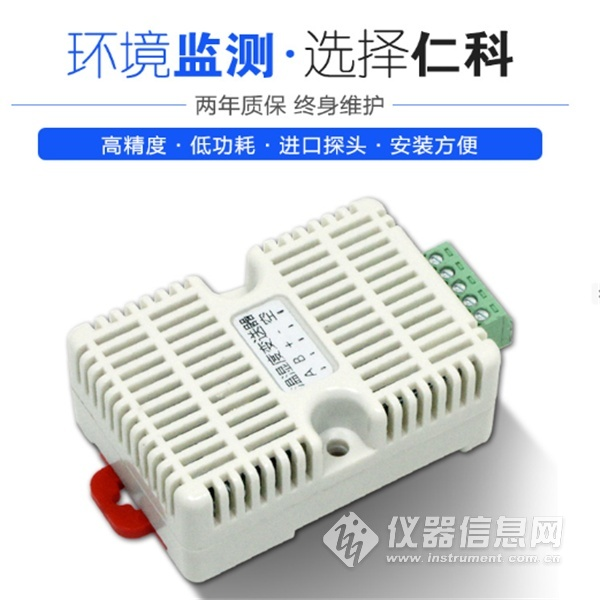 环境监测·选择仁科
两年质保 终身维护
高精度·低功耗·进口探头·安装方便
温湿度变送器
A B + - 空
仪器信息网
www.instrument.com.cn